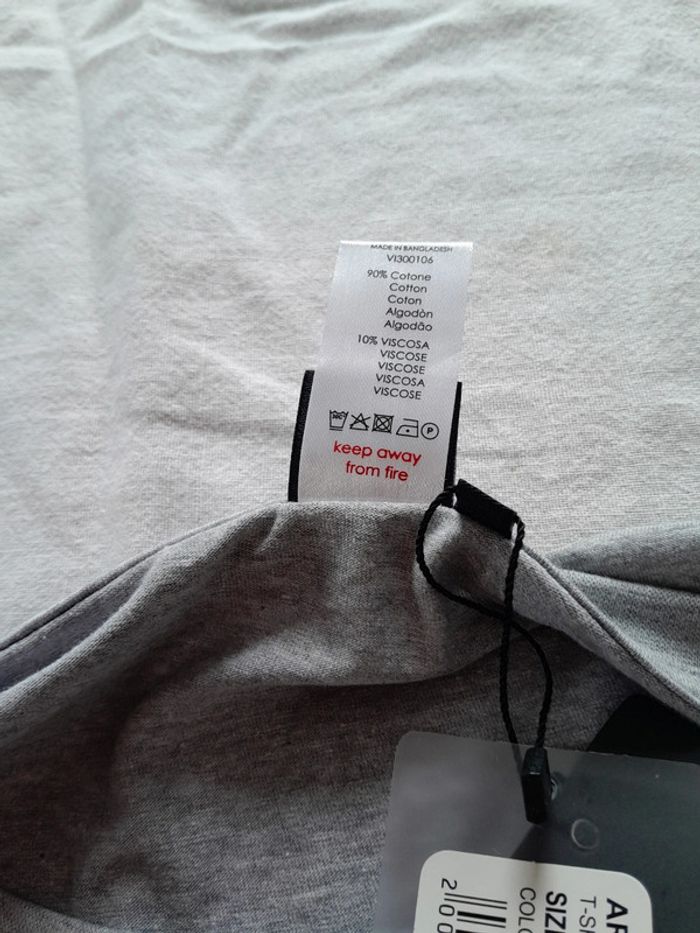 MADE IN BANGLADESH
VI300106
90% Cotone
Cotton
Coton
Algodòn
Algodão
10% VISCOSA
VISCOSE
VISCOSE
VISCOSA
VISCOSE
P
keep away
from fire